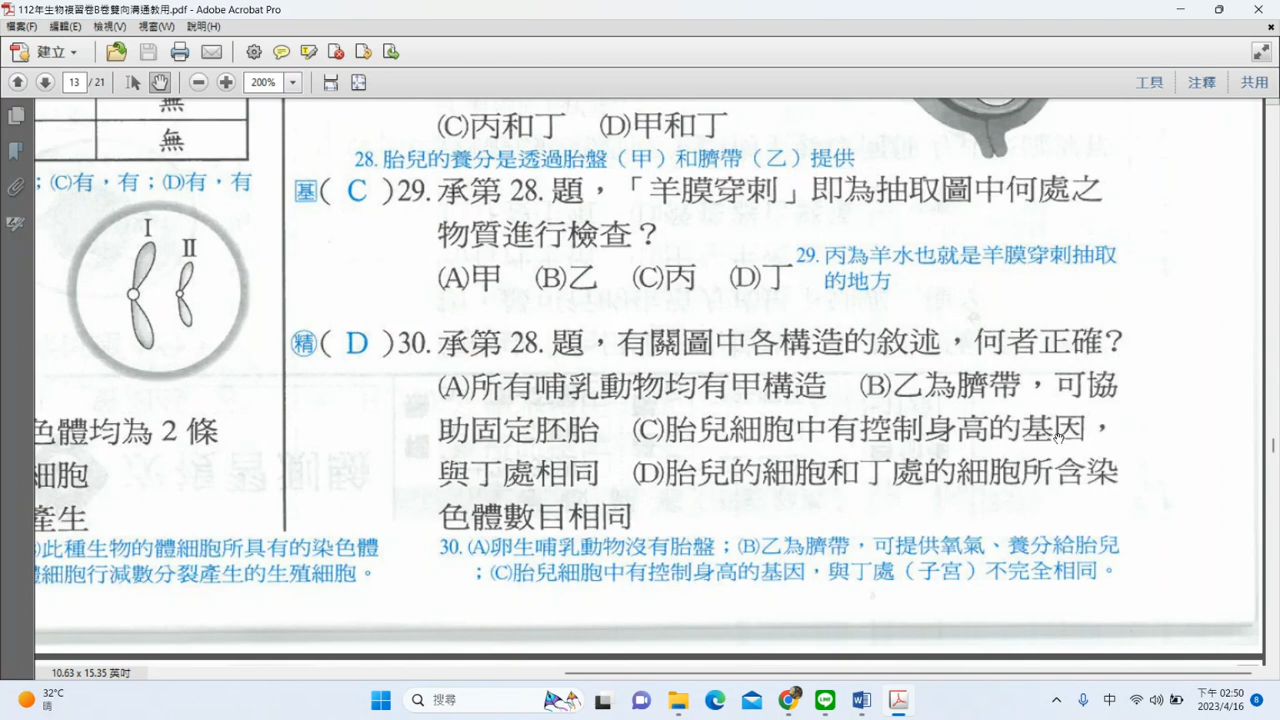 112年生物複習卷B卷雙向溝通教用.pdf - Adobe Acrobat Pro
檔案(F) 編輯(E) 檢視(V) 視窗(W) 說明(H)
建立
13 / 21
200%
工具 注釋 共用
無
無
(C)丙和丁 (D)甲和丁
28. 胎兒的養分是透過胎盤（甲）和臍帶（乙）提供
；(C)有，有；(D)有，有
基( C )29. 承第 28. 題，「羊膜穿刺」即為抽取圖中何處之
物質進行檢查？
(A)甲 (B)乙 (C)丙 (D)丁
29. 丙為羊水也就是羊膜穿刺抽取
的地方
I
II
精( D )30. 承第 28. 題，有關圖中各構造的敘述，何者正確?
(A)所有哺乳動物均有甲構造 (B)乙為臍帶，可協
助固定胚胎 (C)胎兒細胞中有控制身高的基因，
與丁處相同 (D)胎兒的細胞和丁處的細胞所含染
色體數目相同
色體均為 2 條
細胞
產生
此種生物的體細胞所具有的染色體
細胞行減數分裂產生的生殖細胞。
30. (A)卵生哺乳動物沒有胎盤；(B)乙為臍帶，可提供氧氣、養分給胎兒
；(C)胎兒細胞中有控制身高的基因，與丁處（子宮）不完全相同。
10.63 x 15.35 英吋
32°C
晴
搜尋
中
下午 02:50
2023/4/16
8